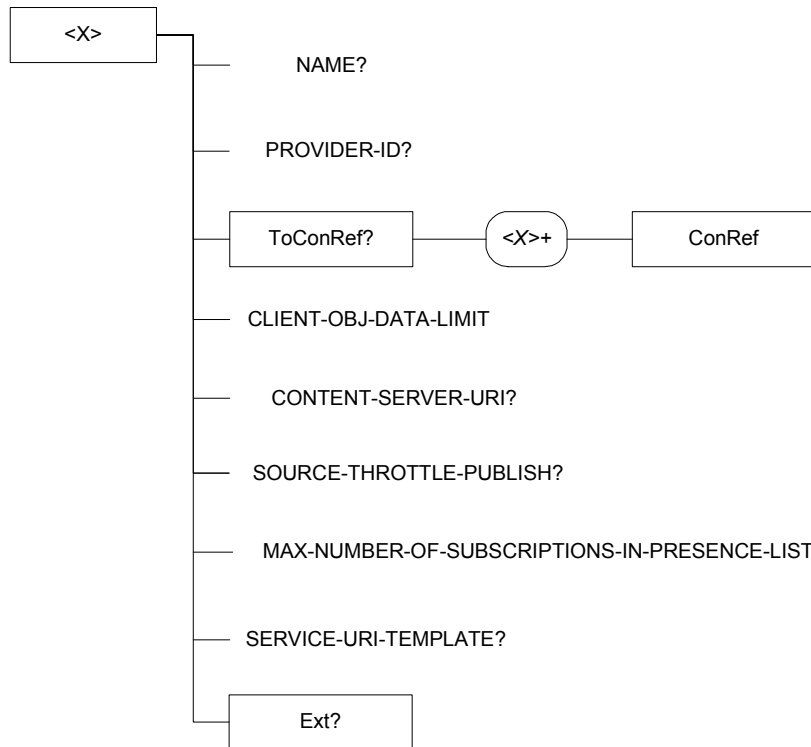 <X>
NAME?
PROVIDER-ID?
ToConRef?
<X>+
ConRef
CLIENT-OBJ-DATA-LIMIT
CONTENT-SERVER-URI?
SOURCE-THROTTLE-PUBLISH?
MAX-NUMBER-OF-SUBSCRIPTIONS-IN-PRESENCE-LIST
SERVICE-URI-TEMPLATE?
Ext?